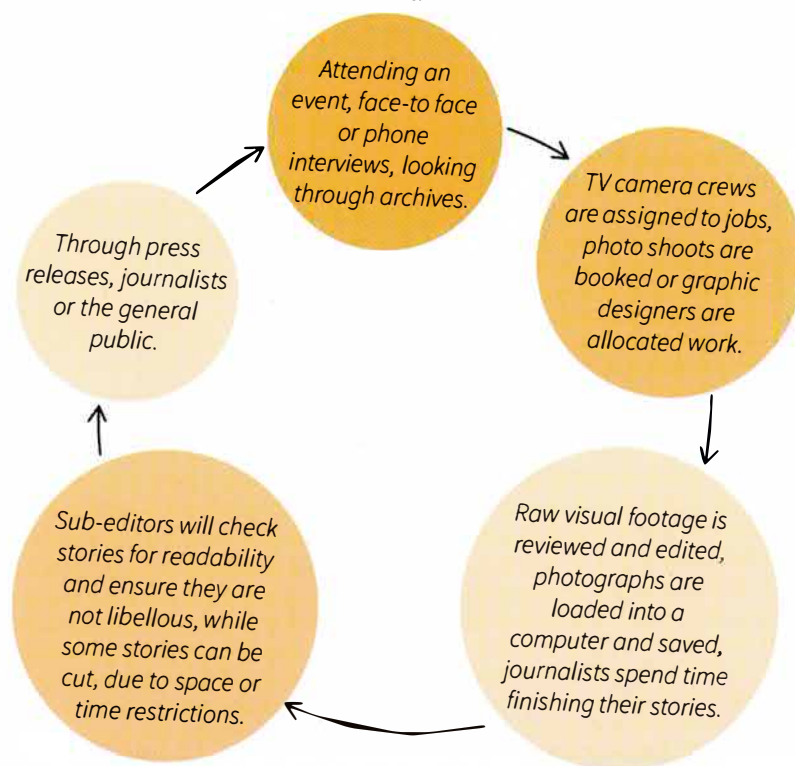 Attending an
event, face-to face
or phone
interviews, looking
through archives.
TV camera crews
are assigned to jobs,
photo shoots are
booked or graphic
designers are
allocated work.
Raw visual footage is
reviewed and edited,
photographs are
loaded into a
computer and saved,
journalists spend time
finishing their stories.
Sub-editors will check
stories for readability
and ensure they are
not libellous, while
some stories can be
cut, due to space or
time restrictions.
Through press
releases, journalists
or the general
public.